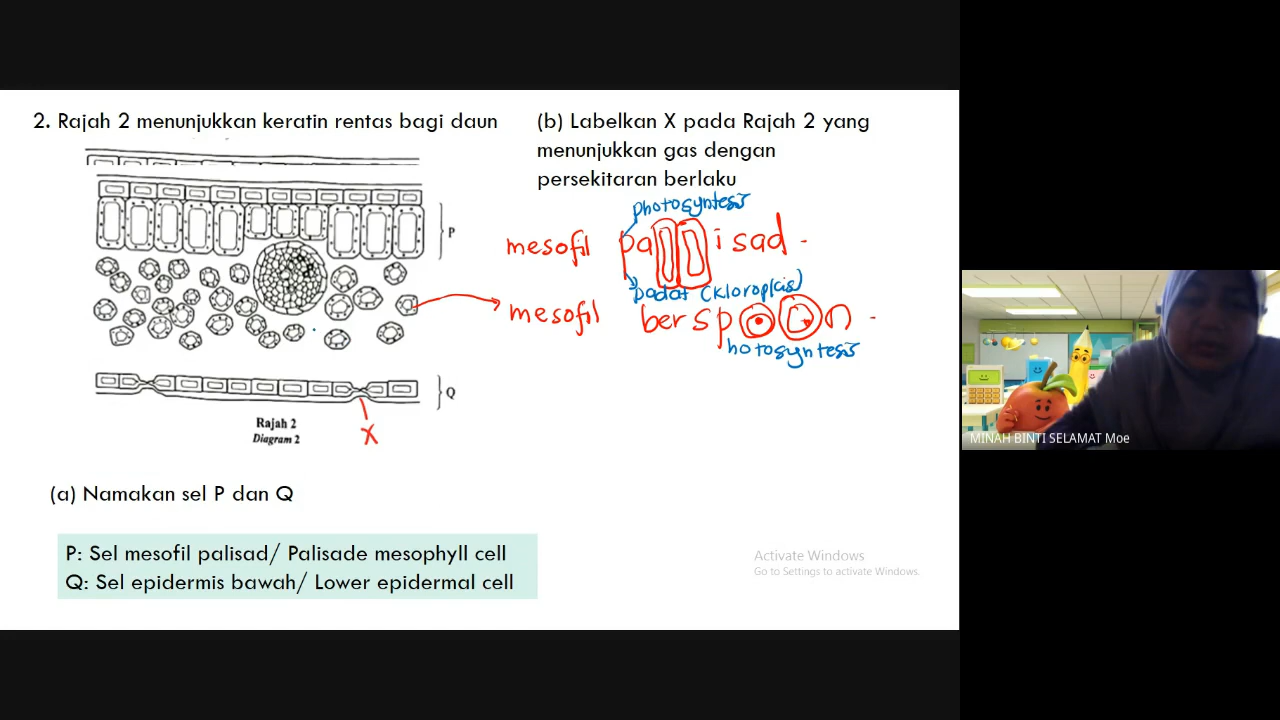 2. Rajah 2 menunjukkan keratin rentas bagi daun
P
Q
X
Rajah 2
Diagram 2
(a) Namakan sel P dan Q
P: Sel mesofil palisad/ Palisade mesophyll cell
Q: Sel epidermis bawah/ Lower epidermal cell
(b) Labelkan X pada Rajah 2 yang
menunjukkan gas dengan
persekitaran berlaku
photosyntesis
mesofil pallisad.
padat (kloroplas)
mesofil berspoon.
hotosyntesis
Activate Windows
Go to Settings to activate Windows.
MINAH BINTI SELAMAT Moe